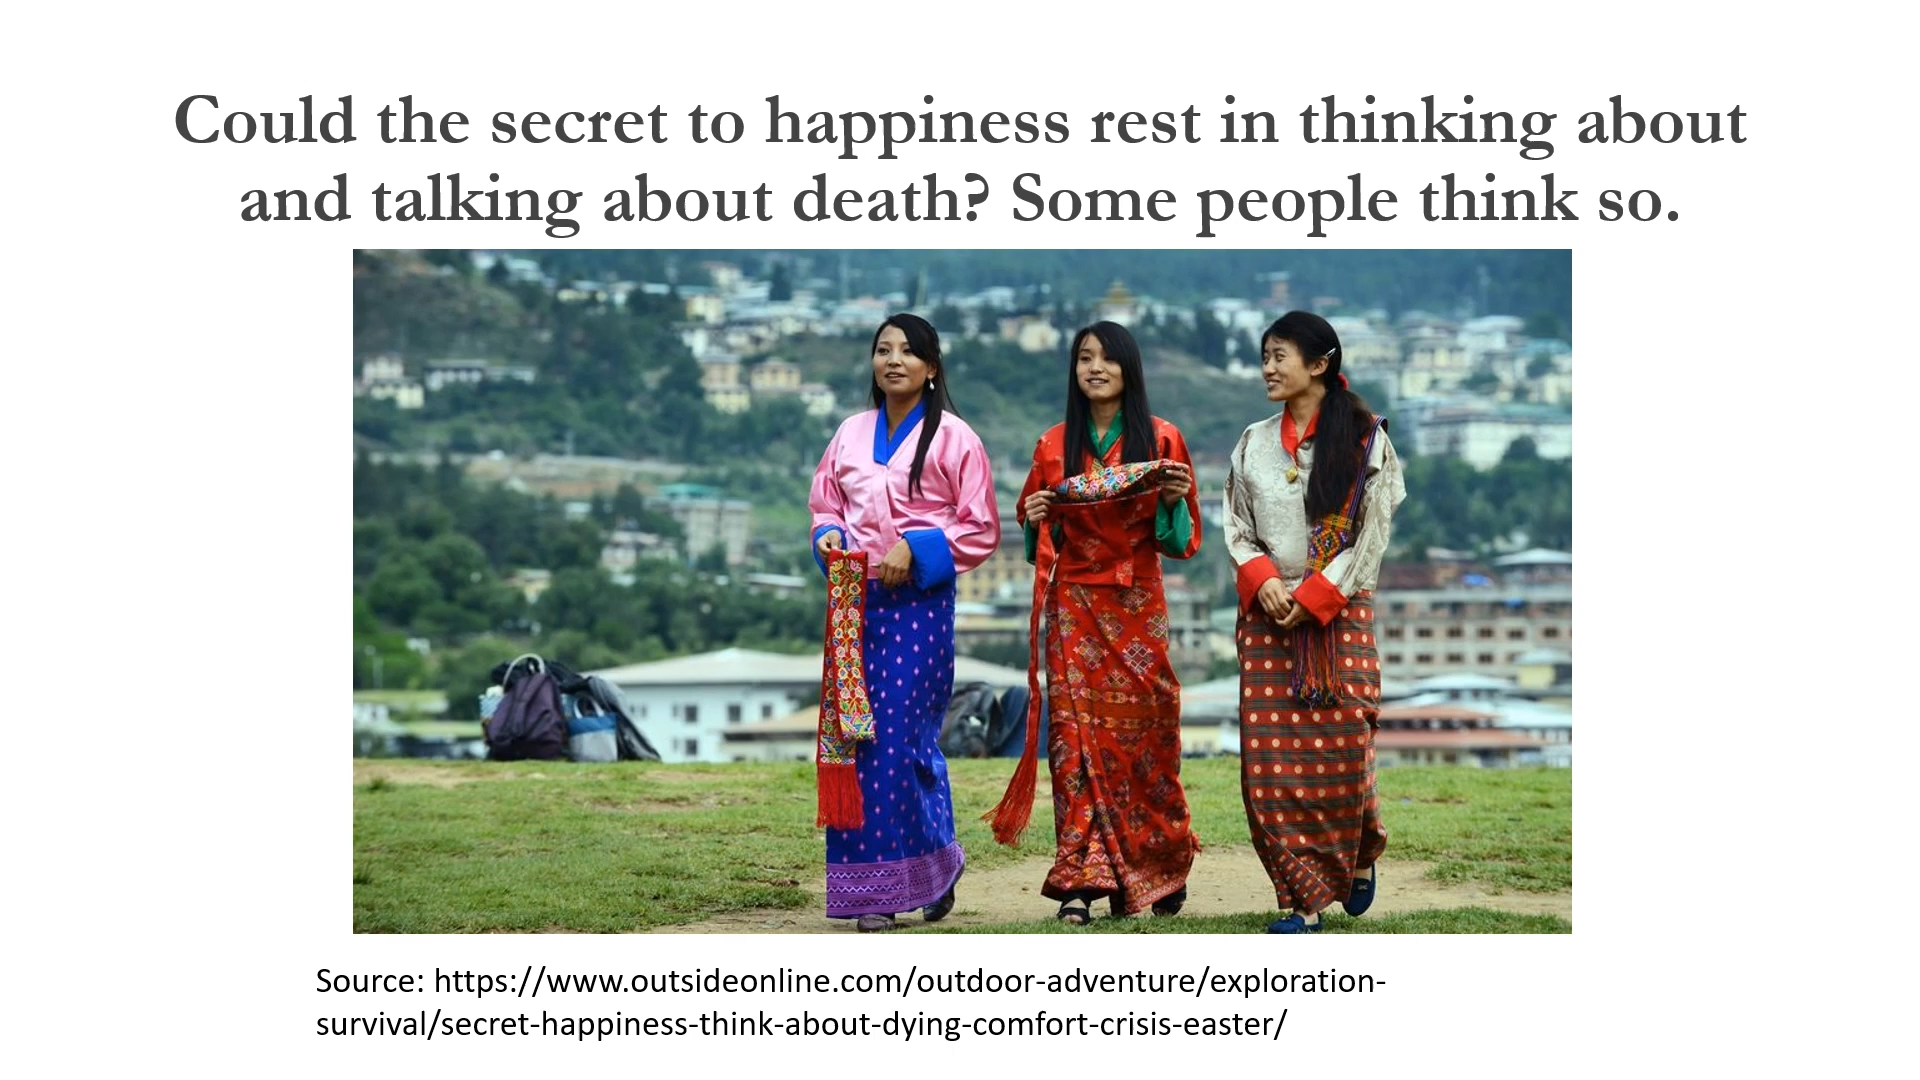 Could the secret to happiness rest in thinking about
and talking about death? Some people think so.
Source: https://www.outsideonline.com/outdoor-adventure/exploration-
survival/secret-happiness-think-about-dying-comfort-crisis-easter/